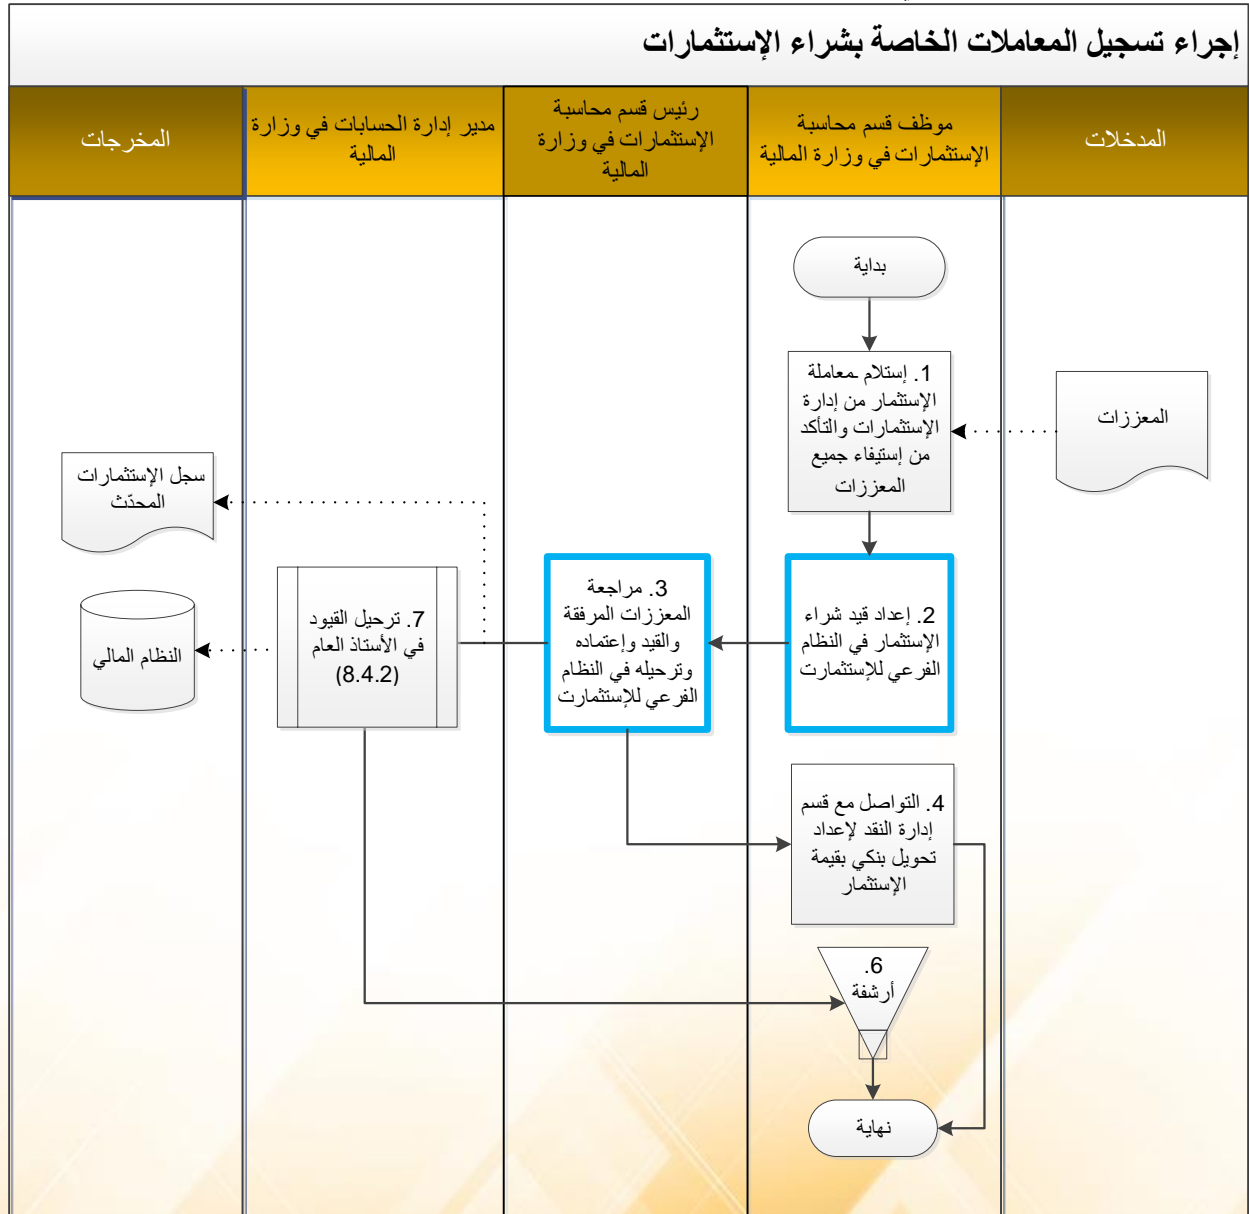 إجراء تسجيل المعاملات الخاصة بشراء الإستثمارات
المدخلات
موظف قسم محاسبة
الإستثمارات في وزارة المالية
رئيس قسم محاسبة
الإستثمارات في وزارة
المالية
مدير إدارة الحسابات في وزارة
المالية
المخرجات
بداية
1. إستلام معاملة
الإستثمار من إدارة
الإستثمارات والتأكد
من إستيفاء جميع
المعززات
المعززات
سجل الإستثمارات
المحدّث
2. إعداد قيد شراء
الإستثمار في النظام
الفرعي للإستثمارت
3. مراجعة
المعززات المرفقة
والقيد وإعتماده
وترحيله في النظام
الفرعي للإستثمارت
7. ترحيل القيود
في الأستاذ العام
(8.4.2)
النظام المالي
4. التواصل مع قسم
إدارة النقد لإعداد
تحويل بنكي بقيمة
الإستثمار
6.
أرشفة
نهاية